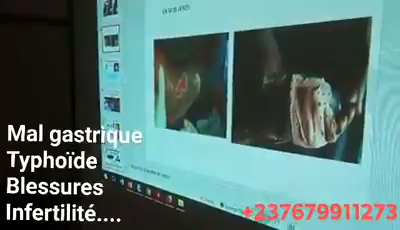 Mal gastrique
Typhoïde
Blessures
Infertilité....
+237679911273